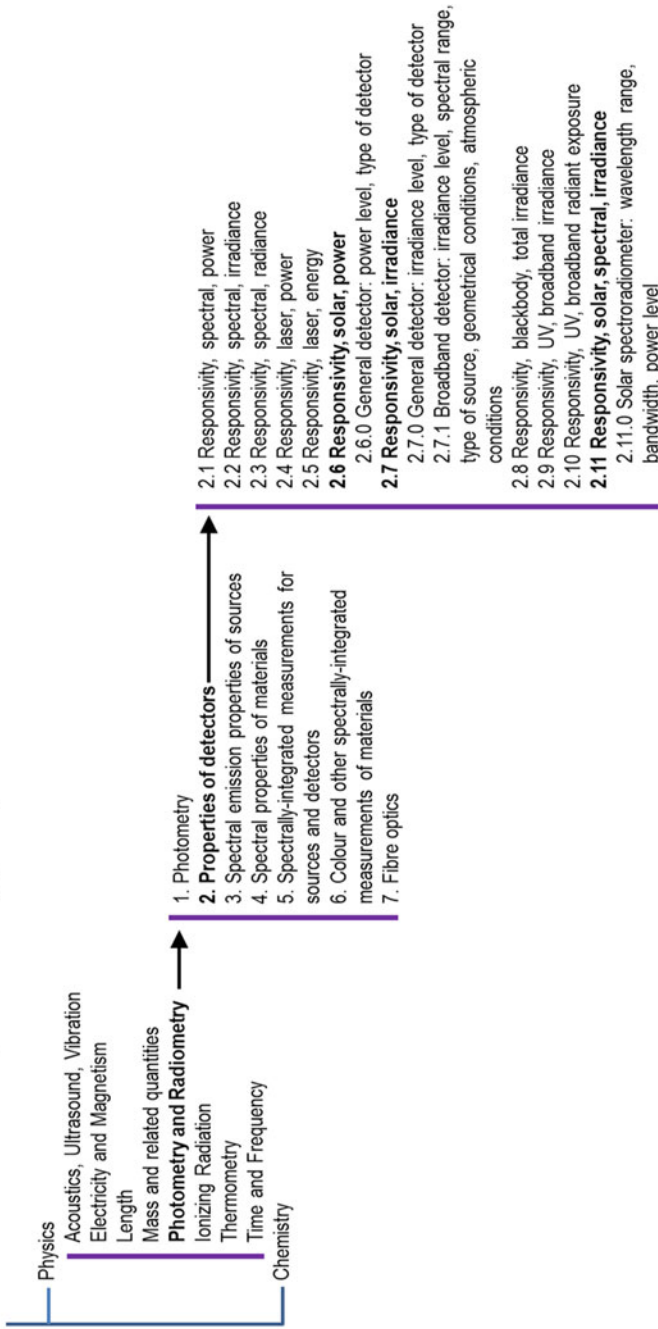 Physics
Acoustics, Ultrasound, Vibration
Electricity and Magnetism
Length
Mass and related quantities
Photometry and Radiometry
Ionizing Radiation
Thermometry
Time and Frequency
Chemistry
1. Photometry
2. Properties of detectors
3. Spectral emission properties of sources
4. Spectral properties of materials
5. Spectrally-integrated measurements for
sources and detectors
6. Colour and other spectrally-integrated
measurements of materials
7. Fibre optics
2.1 Responsivity, spectral, power
2.2 Responsivity, spectral, irradiance
2.3 Responsivity, spectral, radiance
2.4 Responsivity, laser, power
2.5 Responsivity, laser, energy
2.6 Responsivity, solar, power
2.6.0 General detector: power level, type of detector
2.7 Responsivity, solar, irradiance
2.7.0 General detector: irradiance level, type of detector
2.7.1 Broadband detector: irradiance level, spectral range,
type of source, geometrical conditions, atmospheric
conditions
2.8 Responsivity, blackbody, total irradiance
2.9 Responsivity, UV, broadband irradiance
2.10 Responsivity, UV, broadband radiant exposure
2.11 Responsivity, solar, spectral, irradiance
2.11.0 Solar spectroradiometer: wavelength range,
bandwidth, power level